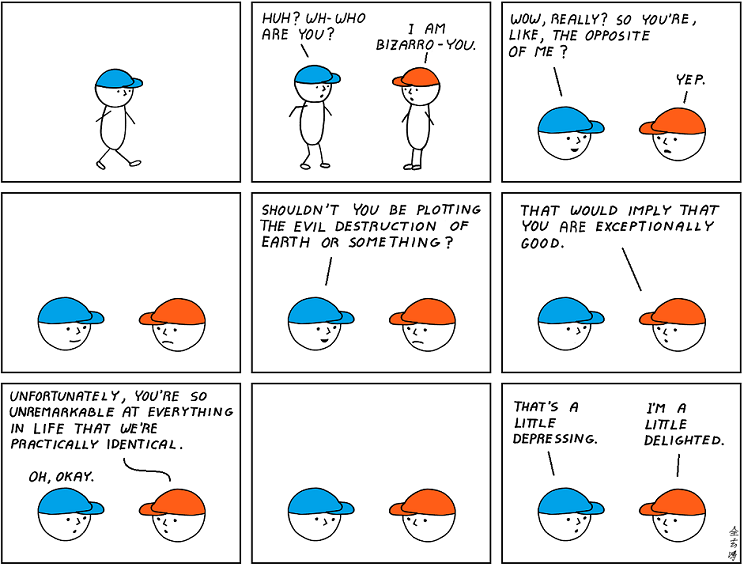 HUH? WH-WHO
ARE YOU?
I AM
BIZARRO-YOU.
WOW, REALLY? SO YOU'RE,
LIKE, THE OPPOSITE
OF ME?
YEP.
SHOULDN'T YOU BE PLOTTING
THE EVIL DESTRUCTION OF
EARTH OR SOMETHING?
THAT WOULD IMPLY THAT
YOU ARE EXCEPTIONALLY
GOOD.
UNFORTUNATELY, YOU'RE SO
UNREMARKABLE AT EVERYTHING
IN LIFE THAT WE'RE
PRACTICALLY IDENTICAL.
OH, OKAY.
THAT'S A
LITTLE
DEPRESSING.
I'M A
LITTLE
DELIGHTED.